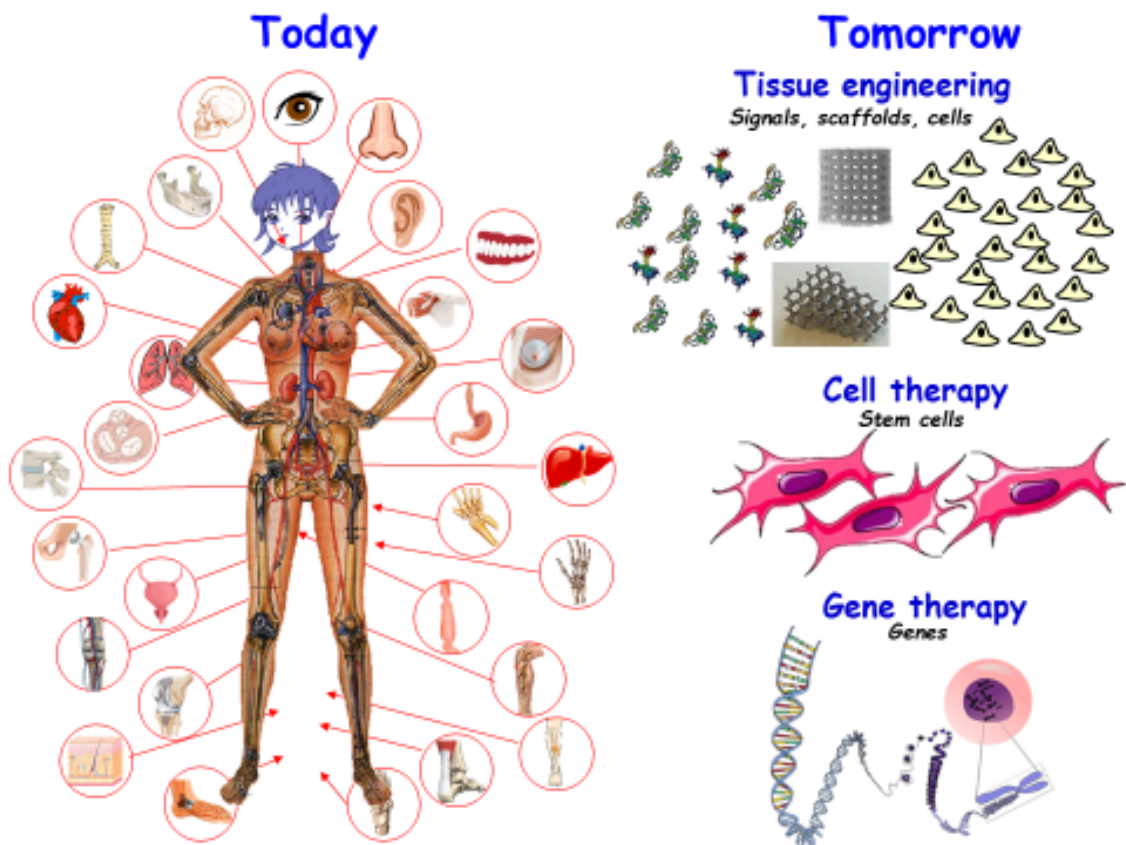 Today
Tomorrow
Tissue engineering
Signals, scaffolds, cells
Cell therapy
Stem cells
Gene therapy
Genes